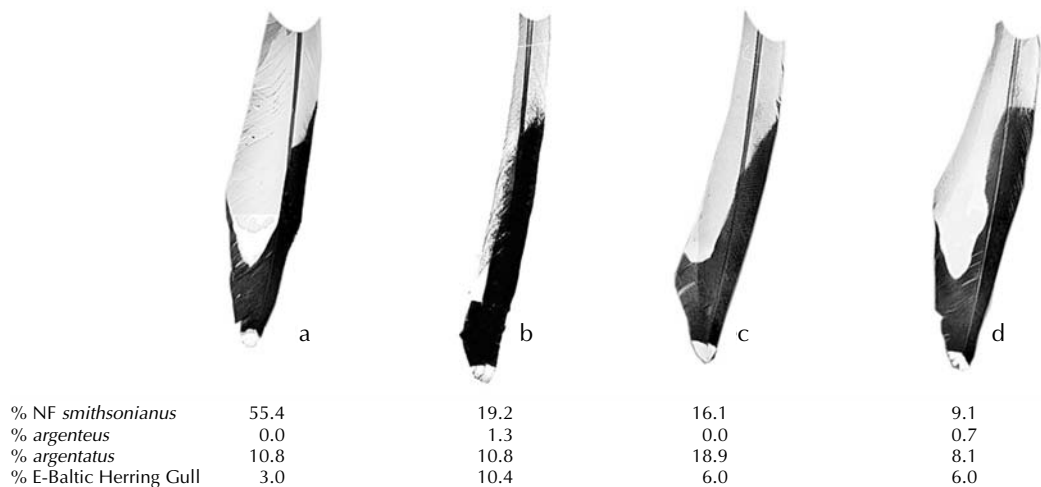 a b c d
% NF smithsonianus 55.4 19.2 16.1 9.1
% argenteus 0.0 1.3 0.0 0.7
% argentatus 10.8 10.8 18.9 8.1
% E-Baltic Herring Gull 3.0 10.4 6.0 6.0